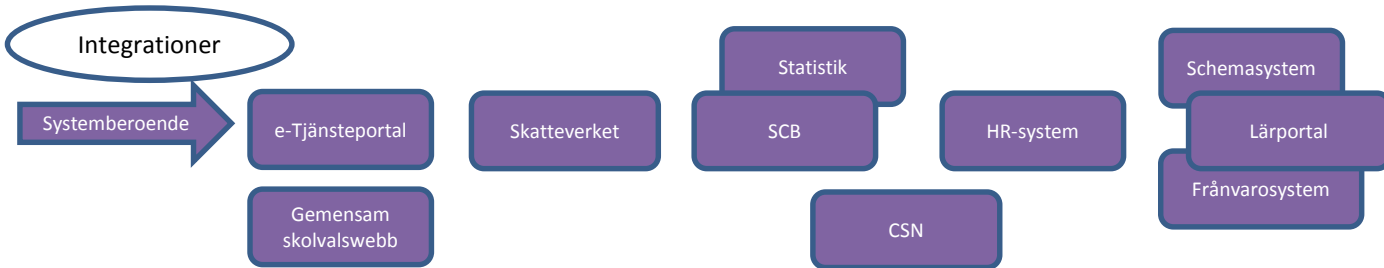 Integrationer
Systemberoende
e-Tjänsteportal
Gemensam
skolvalswebb
Skatteverket
Statistik
SCB
CSN
HR-system
Schemasystem
Lärportal
Frånvarosystem